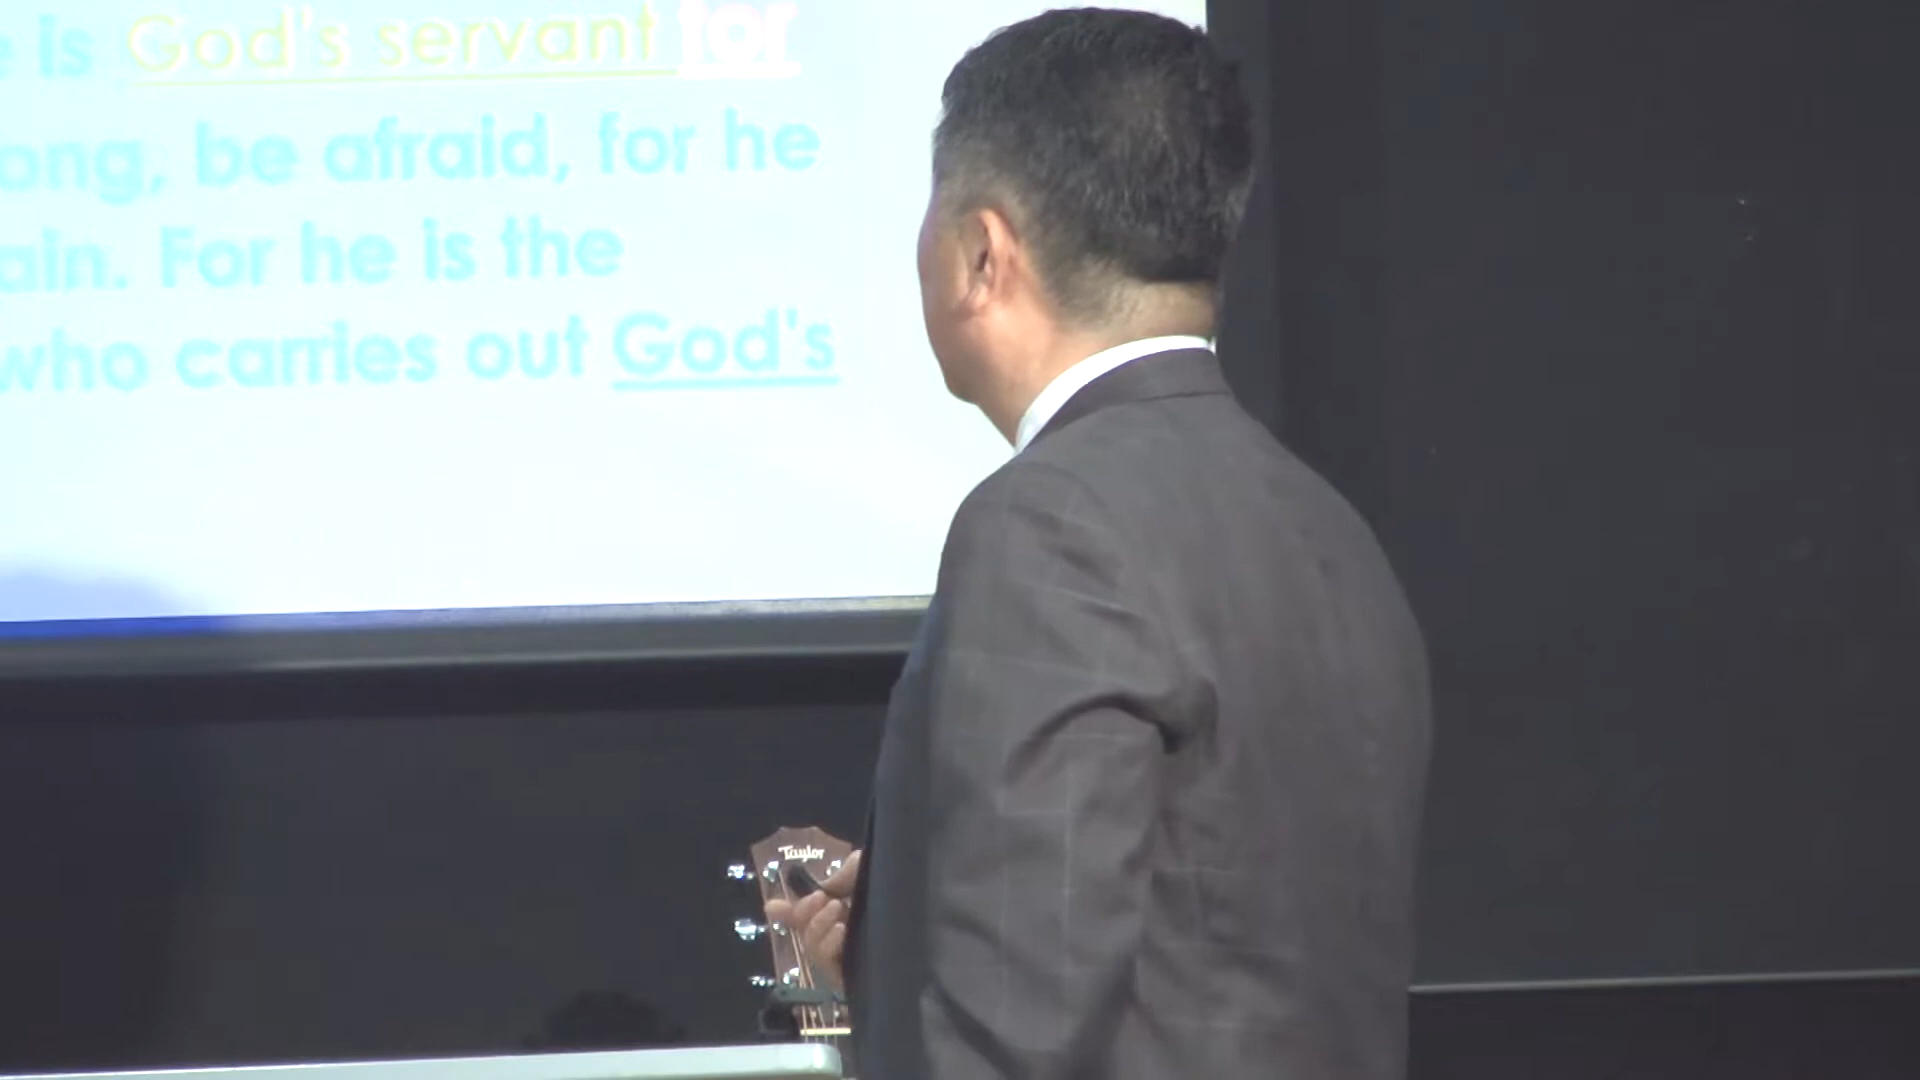 is God's servant for
ong, be afraid, for he
ain. For he is the
who carries out God's
Taylor